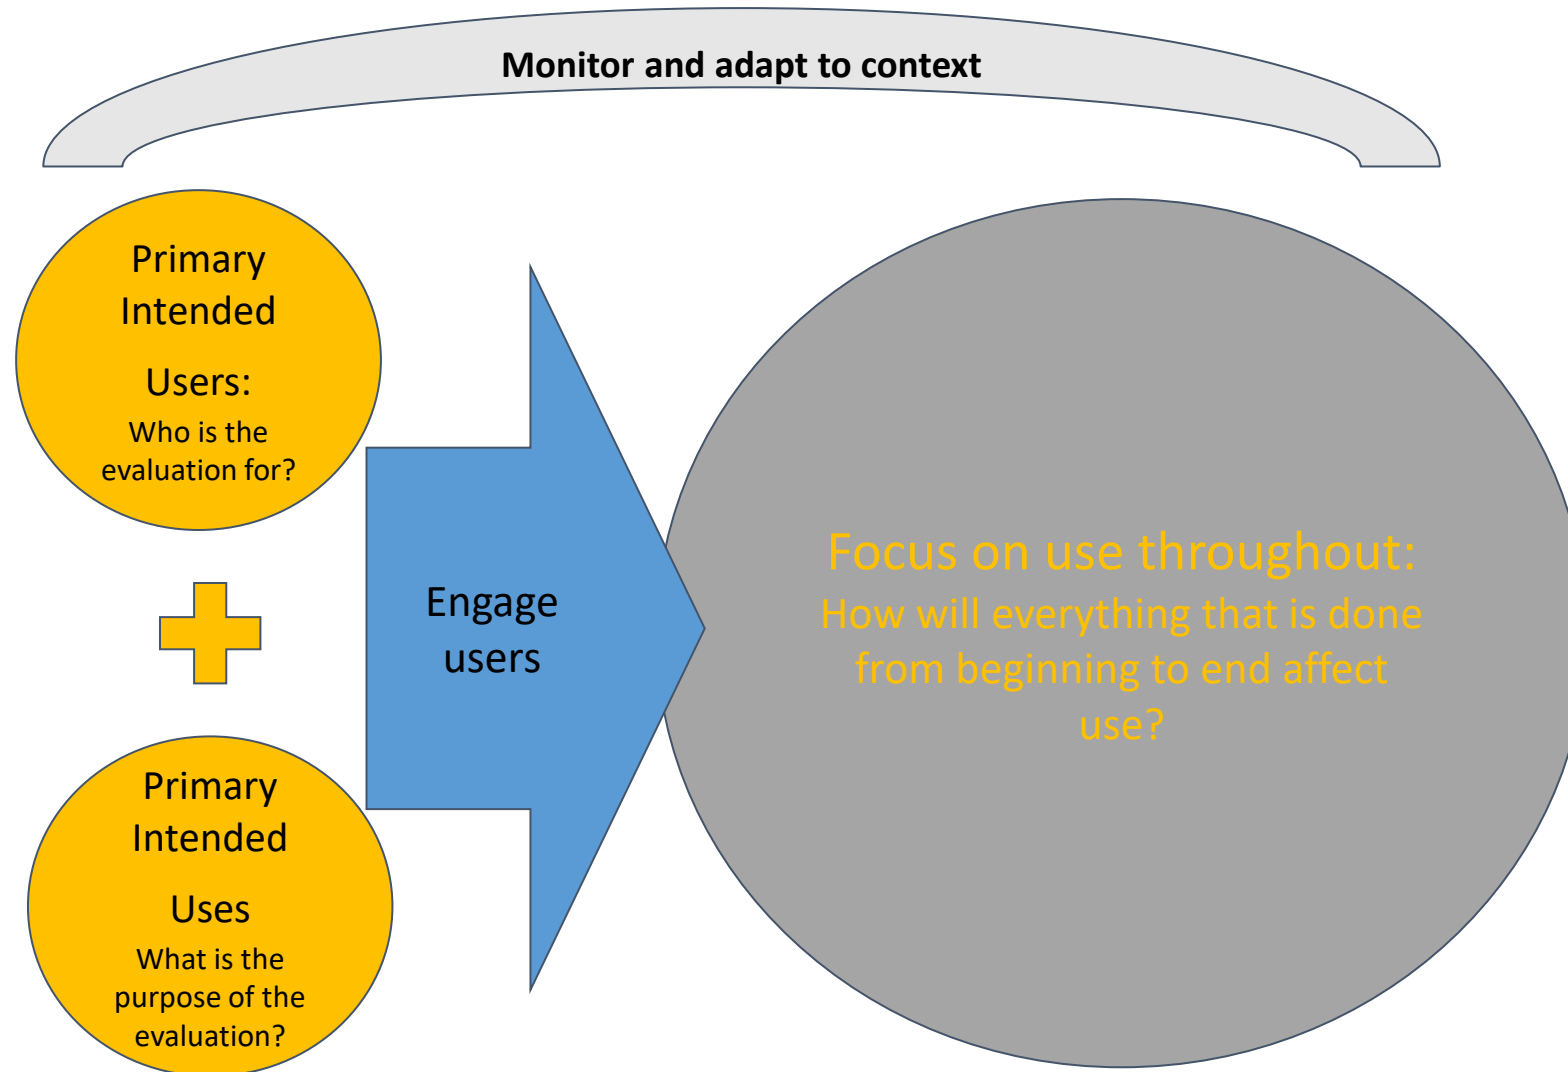 Monitor and adapt to context
Primary
Intended
Users:
Who is the
evaluation for?
Engage
users
Primary
Intended
Uses
What is the
purpose of the
evaluation?
Focus on use throughout:
How will everything that is done
from beginning to end affect
use?